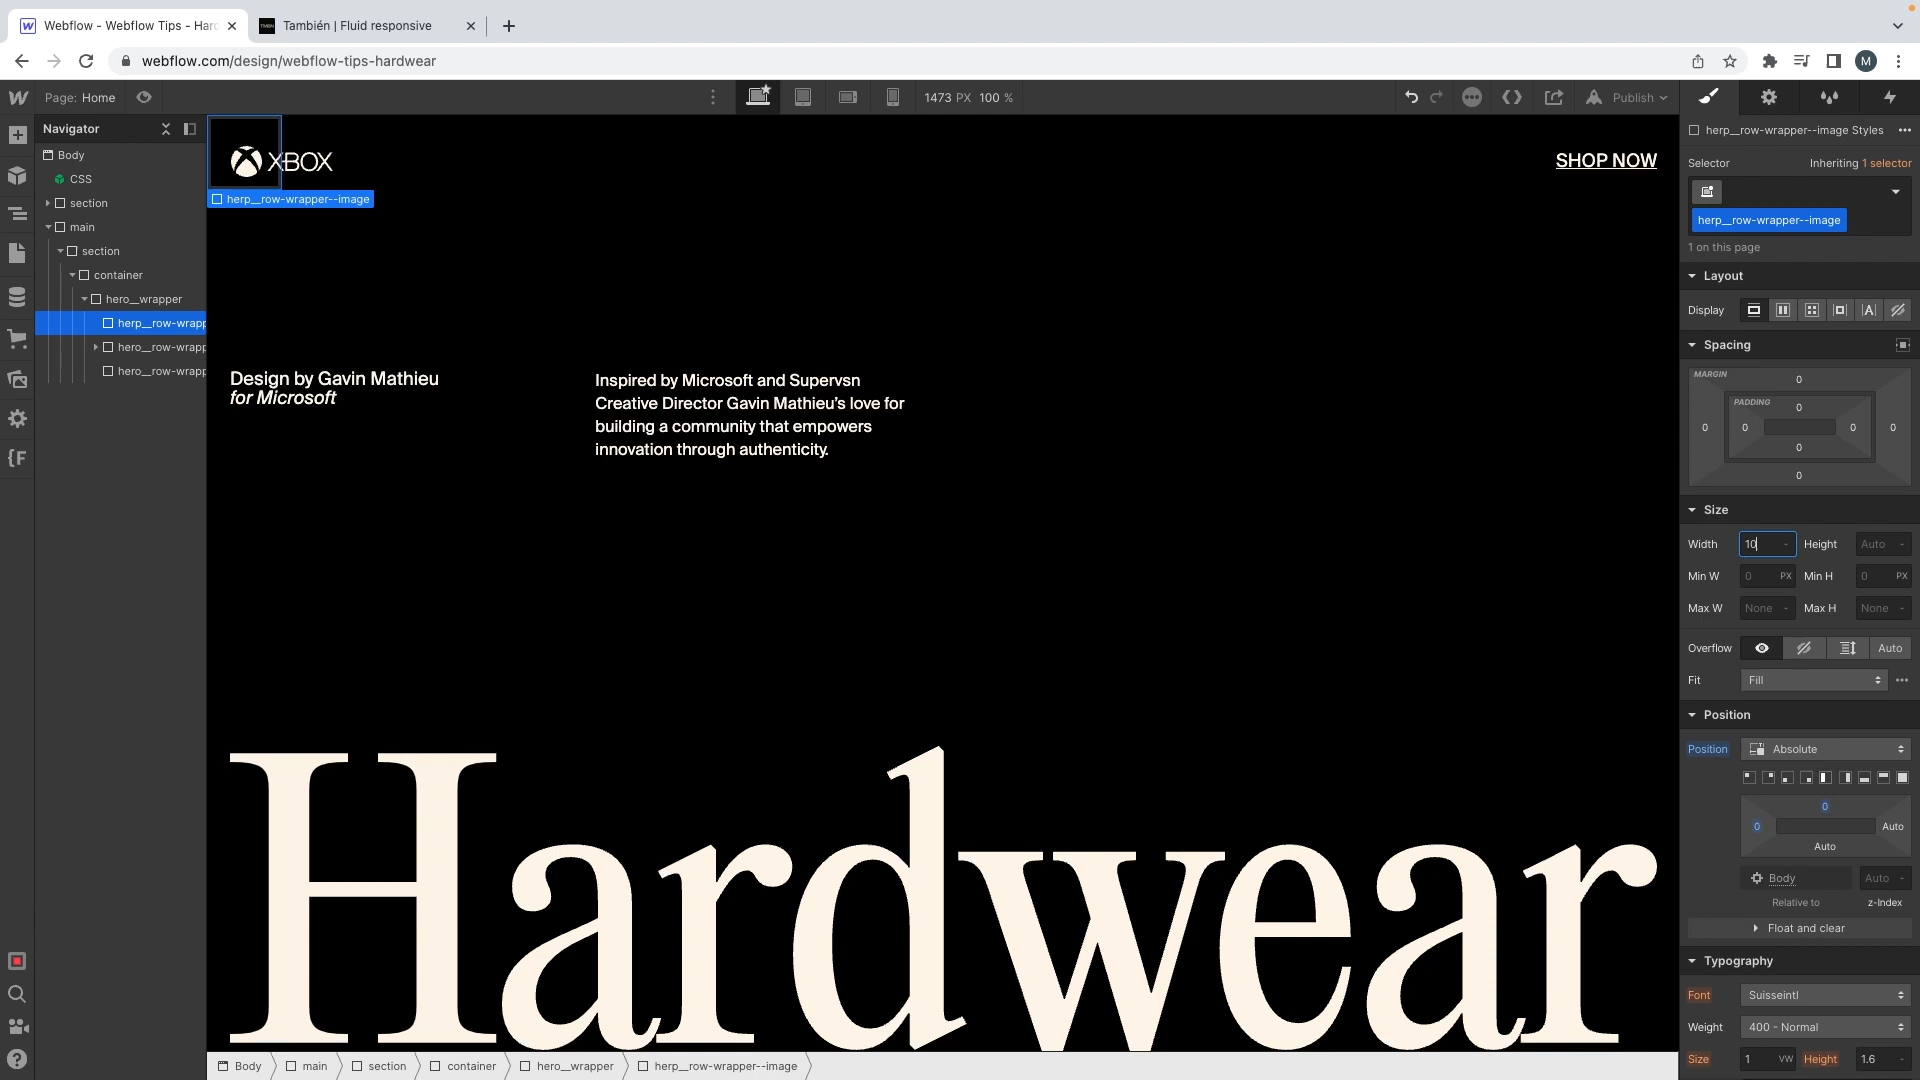 Webflow - Webflow Tips - Hard
También | Fluid responsive
webflow.com/design/webflow-tips-hardwear
M
Page: Home
1473 PX 100 %
Publish
Navigator
Body
CSS
section
main
section
container
hero__wrapper
herp__row-wrapp
hero__row-wrapp
hero__row-wrapp
XBOX
herp__row-wrapper--image
SHOP NOW
Design by Gavin Mathieu
for Microsoft
Inspired by Microsoft and Supervsn
Creative Director Gavin Mathieu's love for
building a community that empowers
innovation through authenticity.
Hardwear
Body main section container hero__wrapper herp__row-wrapper--image
herp__row-wrapper--image Styles
Selector Inheriting 1 selector
herp__row-wrapper--image
1 on this page
Layout
Display
Spacing
MARGIN
0
PADDING
0
0 0 0 0
0
0
Size
Width 10 - Height Auto -
Min W 0 PX Min H 0 PX
Max W None - Max H None -
Overflow Auto
Fit Fill
Position
Position Absolute
0
0 Auto
Auto
Body Auto -
Relative to z-Index
Float and clear
Typography
Font SuisseIntl
Weight 400 - Normal
Size 1 VW Height 1.6 -